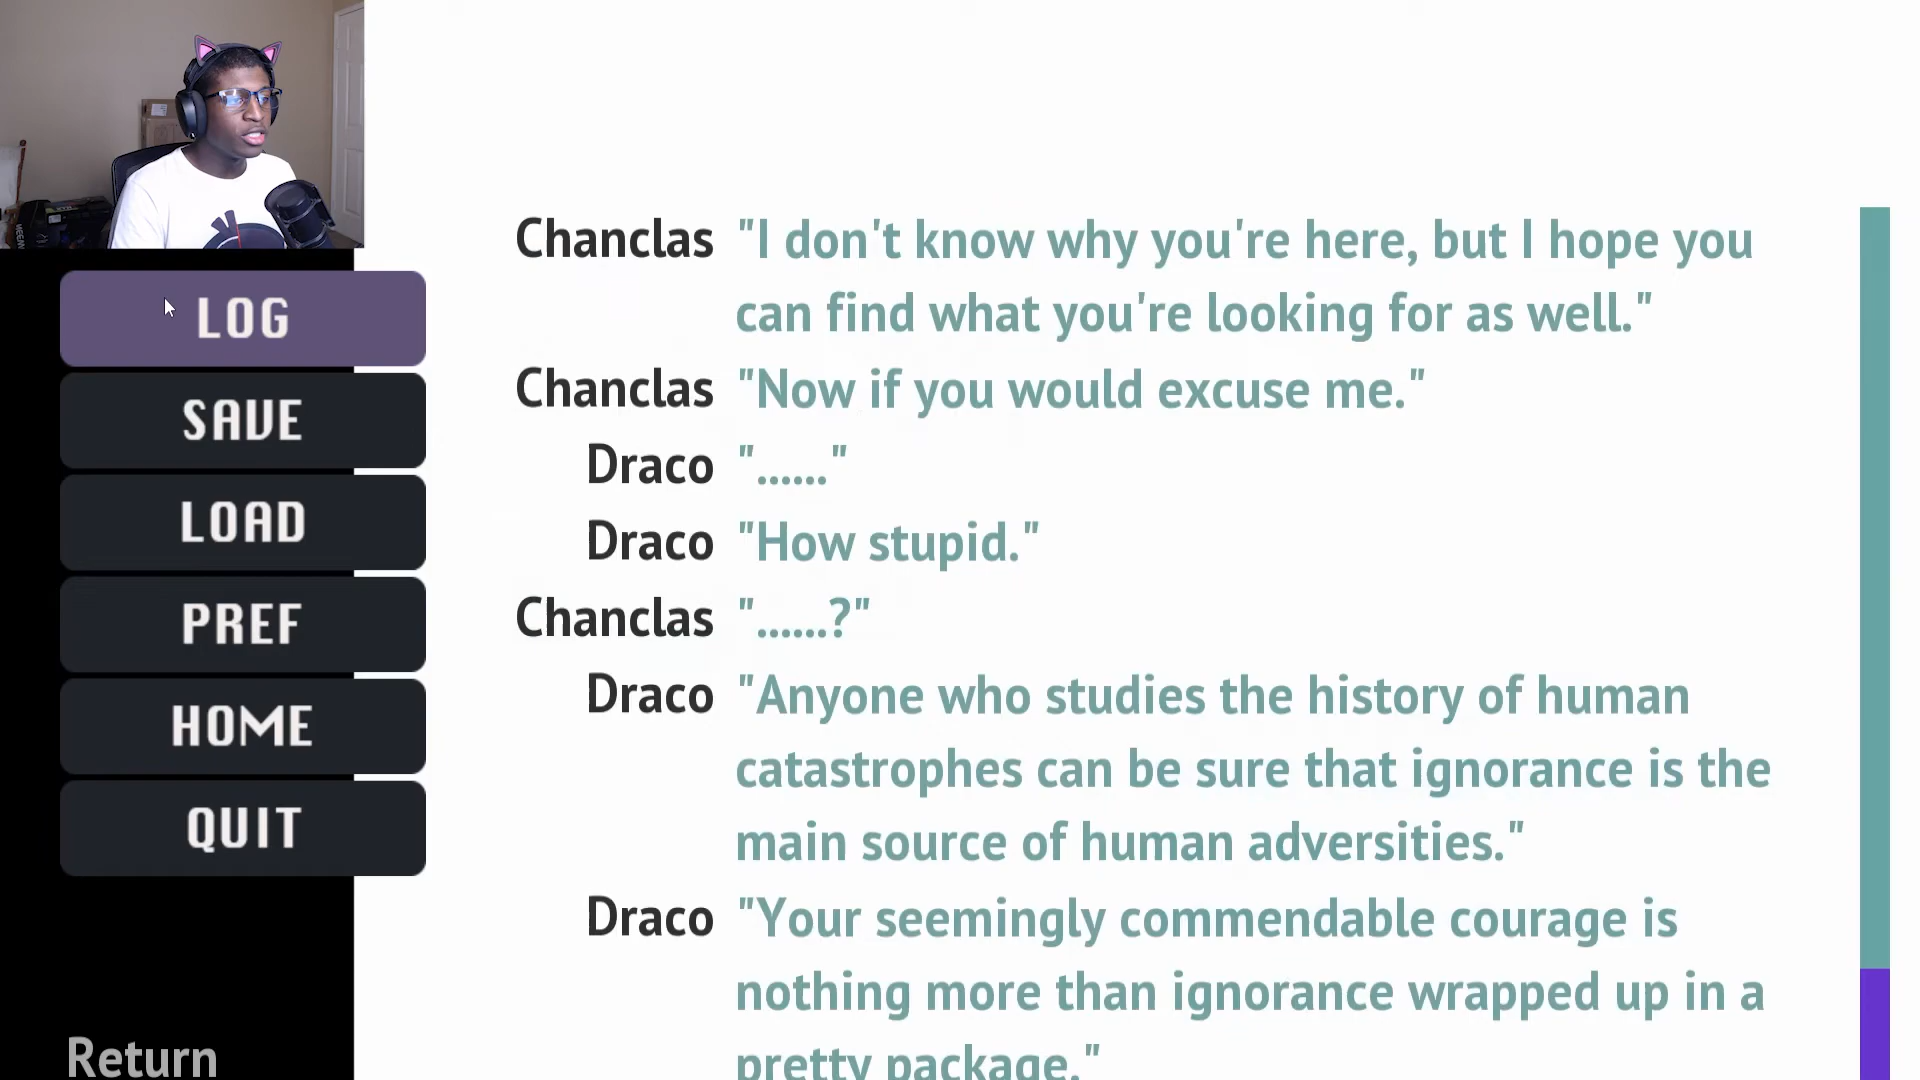 LOG
SAVE
LOAD
PREF
HOME
QUIT
Return
Chanclas "I don't know why you're here, but I hope you
can find what you're looking for as well."
Chanclas "Now if you would excuse me."
Draco "......"
Draco "How stupid."
Chanclas "......?"
Draco "Anyone who studies the history of human
catastrophes can be sure that ignorance is the
main source of human adversities."
Draco "Your seemingly commendable courage is
nothing more than ignorance wrapped up in a
pretty package."